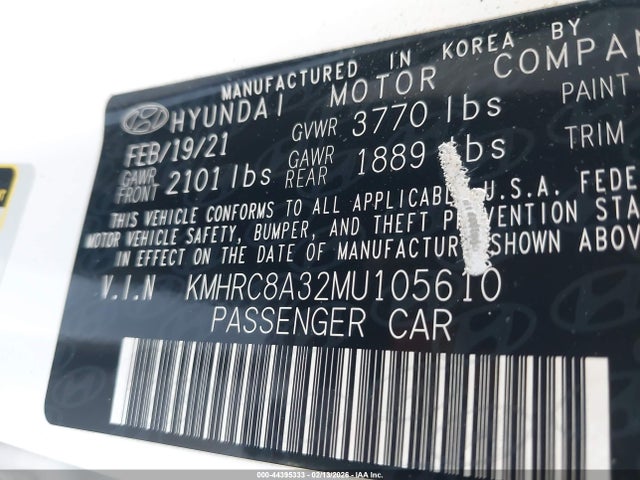 MANUFACTURED IN KOREA BY
HYUNDAI MOTOR COMPAN
FEB/19/21 GVWR 3770 lbs PAINT
GAWR FRONT 2101 lbs GAWR REAR 1889 lbs TRIM
THIS VEHICLE CONFORMS TO ALL APPLICABLE U.S.A. FEDE
MOTOR VEHICLE SAFETY, BUMPER, AND THEFT PREVENTION STA
IN EFFECT ON THE DATE OF MANUFACTURE SHOWN ABOV
V.I.N KMHRC8A32MU105610
PASSENGER CAR
000-44395333 - 02/13/2026 - IAA Inc.